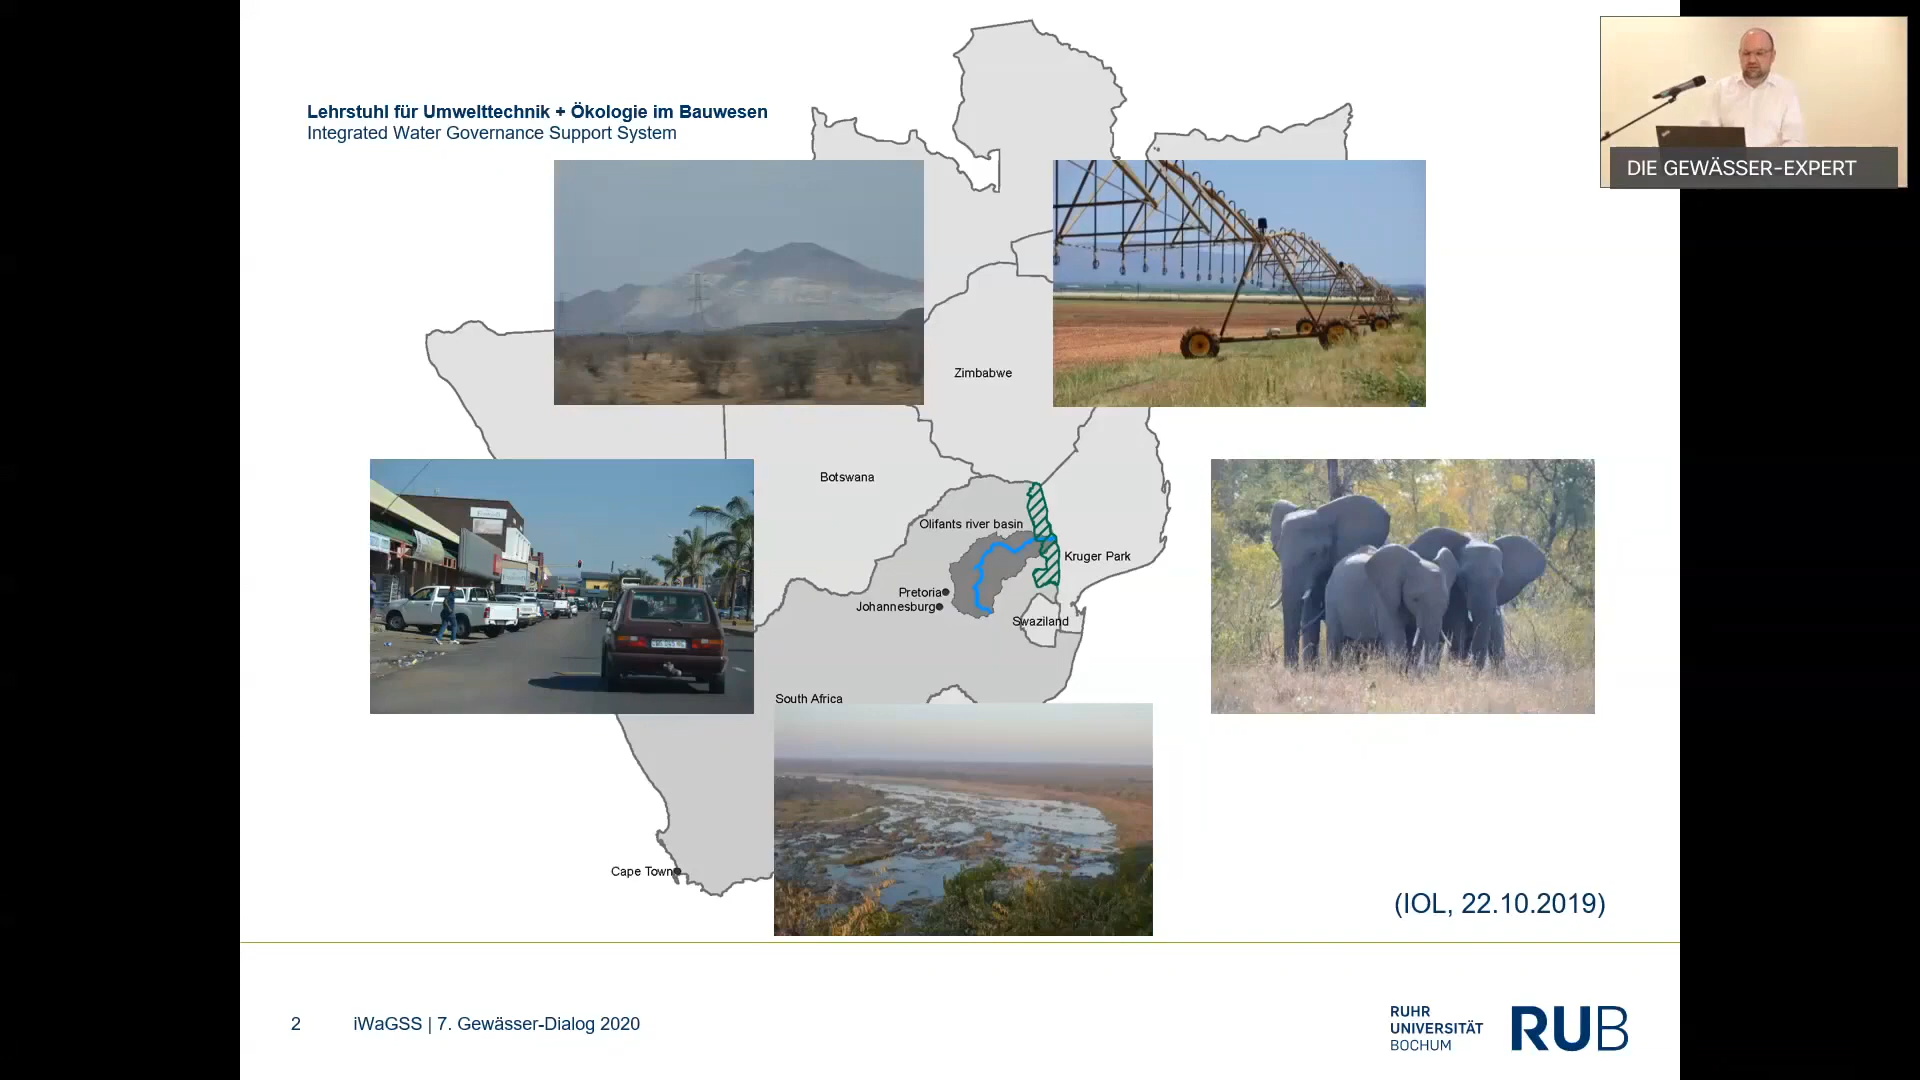 Lehrstuhl für Umwelttechnik + Ökologie im Bauwesen
Integrated Water Governance Support System
DIE GEWÄSSER-EXPERT
Zimbabwe
Botswana
Olifants river basin
Kruger Park
Pretoria
Johannesburg
Swaziland
South Africa
Cape Town
(IOL, 22.10.2019)
2 iWaGSS | 7. Gewässer-Dialog 2020
RUHR
UNIVERSITÄT
BOCHUM
RUB